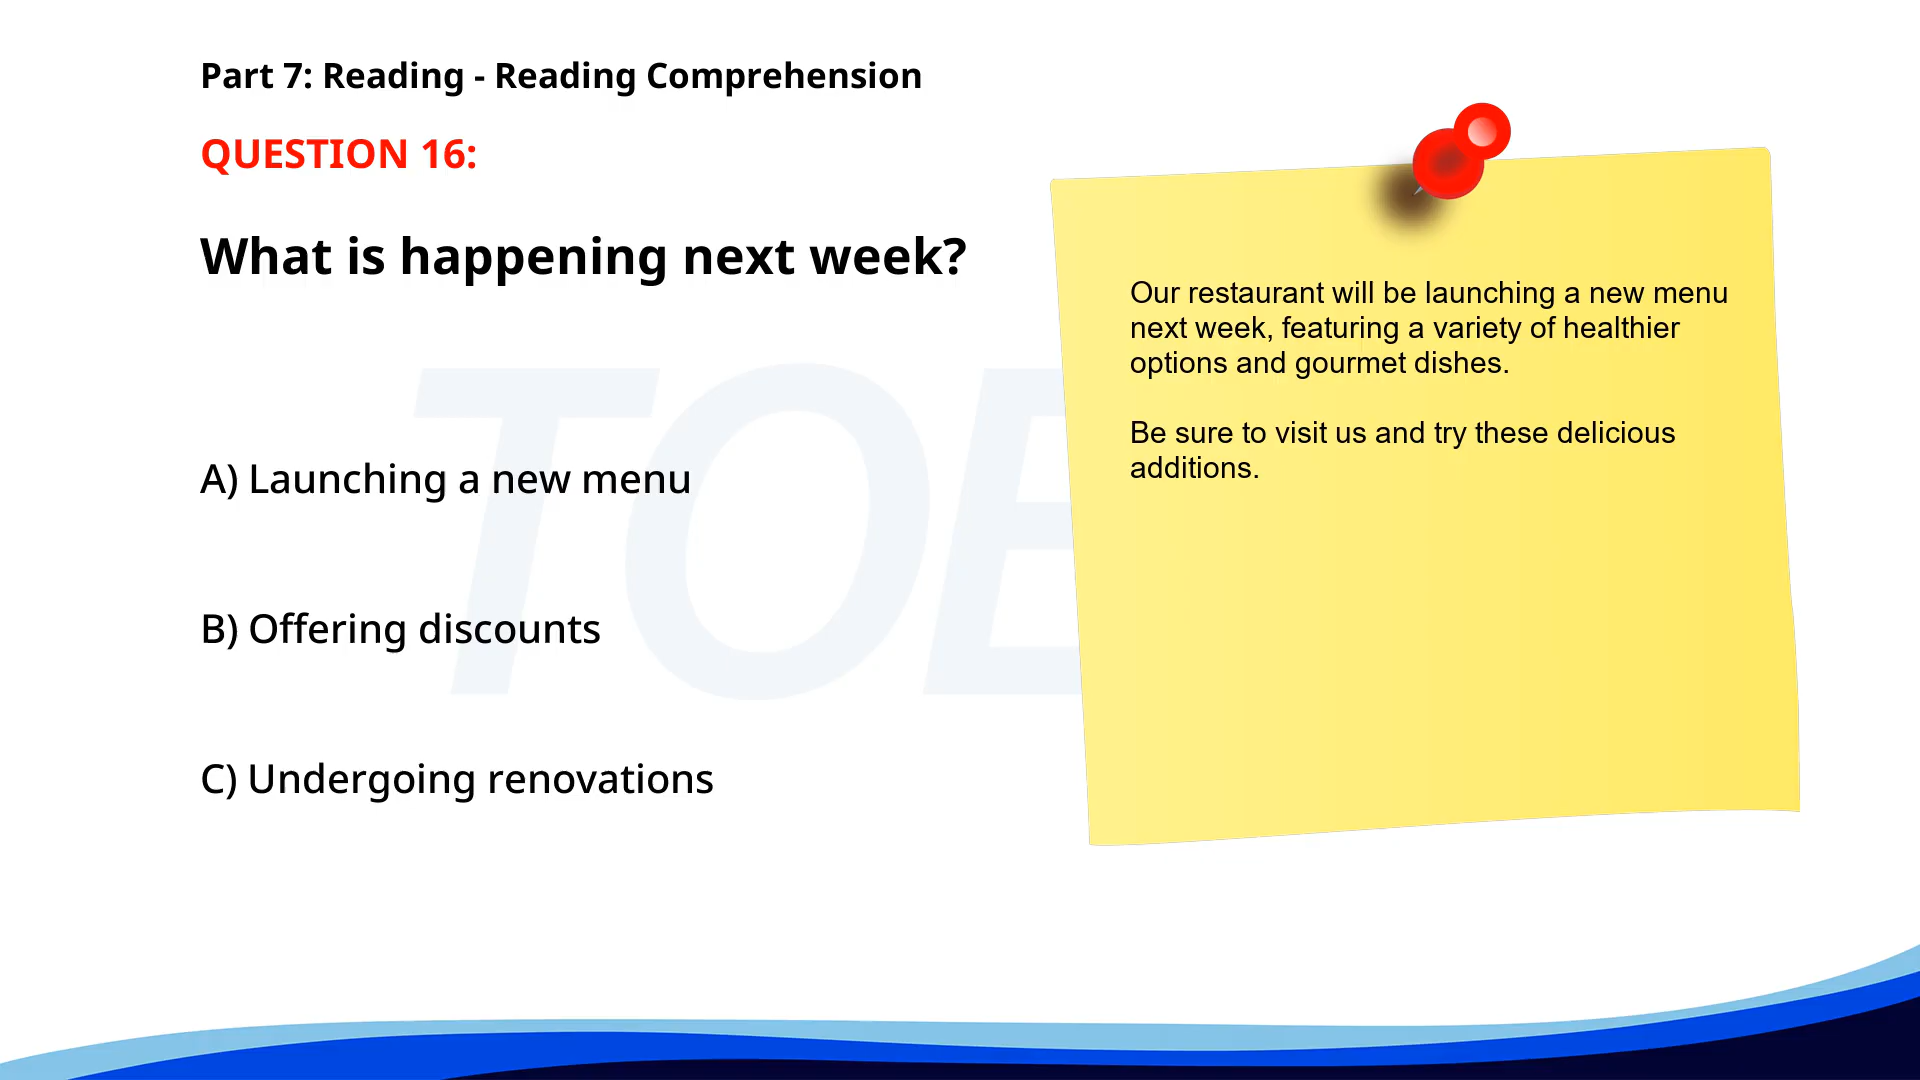 Part 7: Reading - Reading Comprehension
QUESTION 16:
What is happening next week?
A) Launching a new menu
B) Offering discounts
C) Undergoing renovations
Our restaurant will be launching a new menu
next week, featuring a variety of healthier
options and gourmet dishes.
Be sure to visit us and try these delicious
additions.